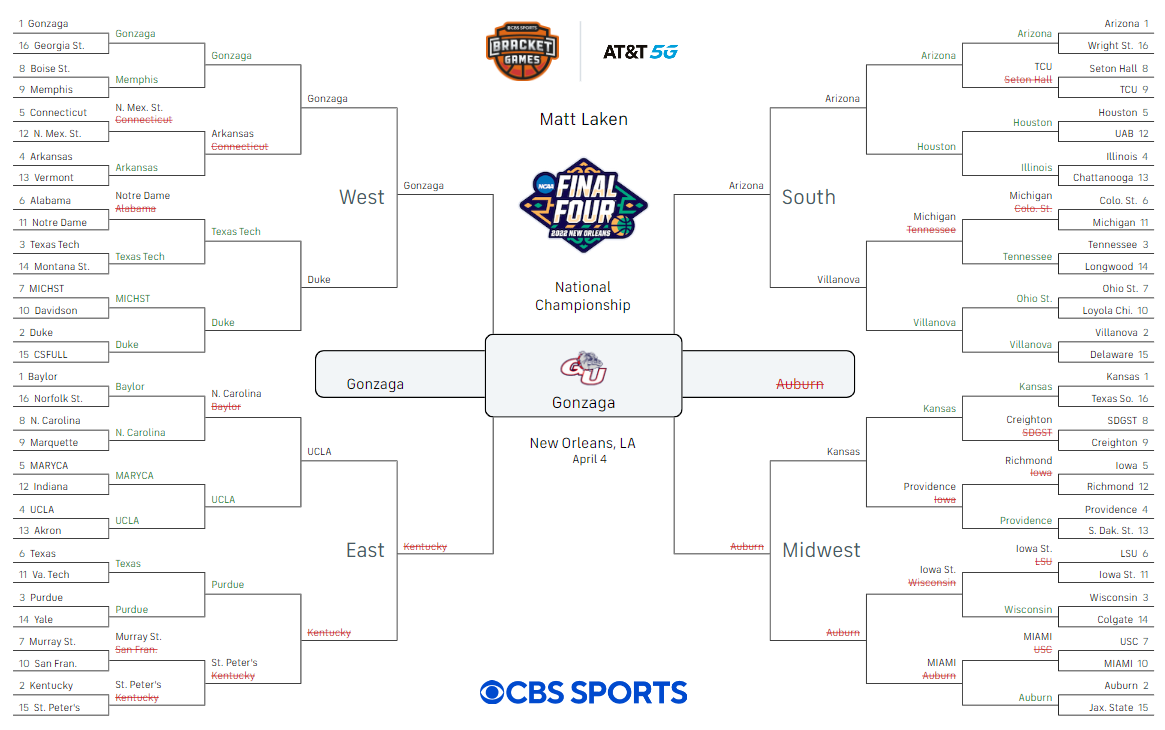 CBS SPORTS
BRACKET
GAMES
AT&T 5G
Matt Laken
NCAA
FINAL
FOUR
2022 NEW ORLEANS
National
Championship
GU
Gonzaga
New Orleans, LA
April 4
Gonzaga
Auburn
West
1 Gonzaga
16 Georgia St.
8 Boise St.
9 Memphis
5 Connecticut
12 N. Mex. St.
4 Arkansas
13 Vermont
6 Alabama
11 Notre Dame
3 Texas Tech
14 Montana St.
7 MICHST
10 Davidson
2 Duke
15 CSFULL
Gonzaga
Memphis
N. Mex. St.
Connecticut
Arkansas
Notre Dame
Alabama
Texas Tech
MICHST
Duke
Gonzaga
Arkansas
Connecticut
Texas Tech
Duke
Gonzaga
Duke
Gonzaga
East
1 Baylor
16 Norfolk St.
8 N. Carolina
9 Marquette
5 MARYCA
12 Indiana
4 UCLA
13 Akron
6 Texas
11 Va. Tech
3 Purdue
14 Yale
7 Murray St.
10 San Fran.
2 Kentucky
15 St. Peter's
Baylor
N. Carolina
MARYCA
UCLA
Texas
Purdue
Murray St.
San Fran.
St. Peter's
Kentucky
N. Carolina
Baylor
UCLA
Purdue
St. Peter's
Kentucky
UCLA
Kentucky
Kentucky
South
Arizona 1
Wright St. 16
Seton Hall 8
TCU 9
Houston 5
UAB 12
Illinois 4
Chattanooga 13
Colo. St. 6
Michigan 11
Tennessee 3
Longwood 14
Ohio St. 7
Loyola Chi. 10
Villanova 2
Delaware 15
Arizona
TCU
Seton Hall
Houston
Illinois
Michigan
Colo. St.
Tennessee
Ohio St.
Villanova
Arizona
Houston
Michigan
Tennessee
Villanova
Arizona
Villanova
Arizona
Midwest
Kansas 1
Texas So. 16
SDGST 8
Creighton 9
Iowa 5
Richmond 12
Providence 4
S. Dak. St. 13
LSU 6
Iowa St. 11
Wisconsin 3
Colgate 14
USC 7
MIAMI 10
Auburn 2
Jax. State 15
Kansas
Creighton
SDGST
Richmond
Iowa
Providence
Iowa St.
LSU
Wisconsin
MIAMI
USC
Auburn
Kansas
Providence
Iowa
Iowa St.
Wisconsin
MIAMI
Auburn
Kansas
Auburn
Auburn
CBS SPORTS